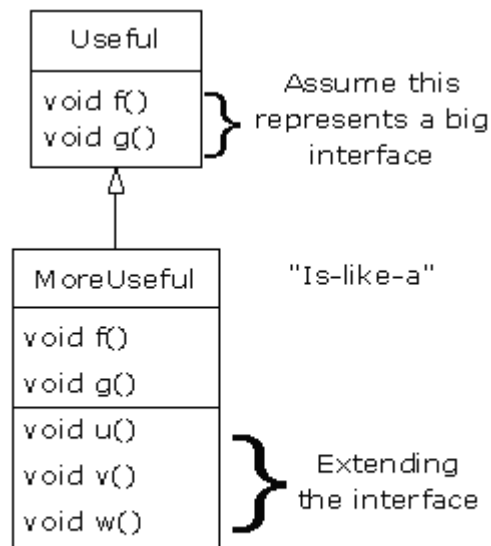 Useful
void f()
void g()
Assume this
represents a big
interface
MoreUseful
"Is-like-a"
void f()
void g()
void u()
void v()
void w()
Extending
the interface